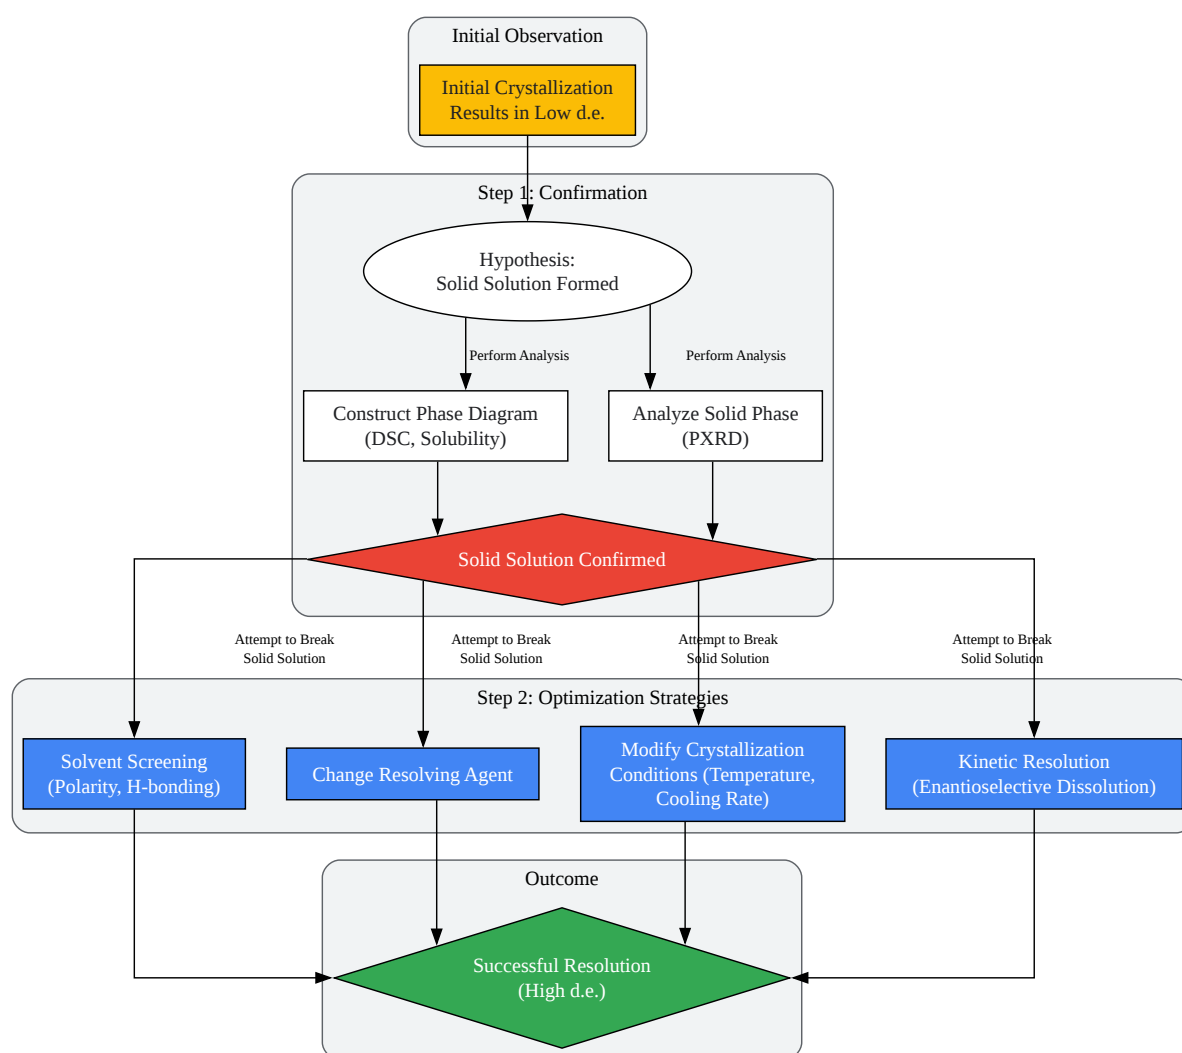 Initial Observation
Initial Crystallization
Results in Low d.e.
Step 1: Confirmation
Hypothesis:
Solid Solution Formed
Perform Analysis
Perform Analysis
Construct Phase Diagram
(DSC, Solubility)
Analyze Solid Phase
(PXRD)
Solid Solution Confirmed
Attempt to Break
Solid Solution
Attempt to Break
Solid Solution
Attempt to Break
Solid Solution
Attempt to Break
Solid Solution
Step 2: Optimization Strategies
Solvent Screening
(Polarity, H-bonding)
Change Resolving Agent
Modify Crystallization
Conditions (Temperature,
Cooling Rate)
Kinetic Resolution
(Enantioselective Dissolution)
Outcome
Successful Resolution
(High d.e.)